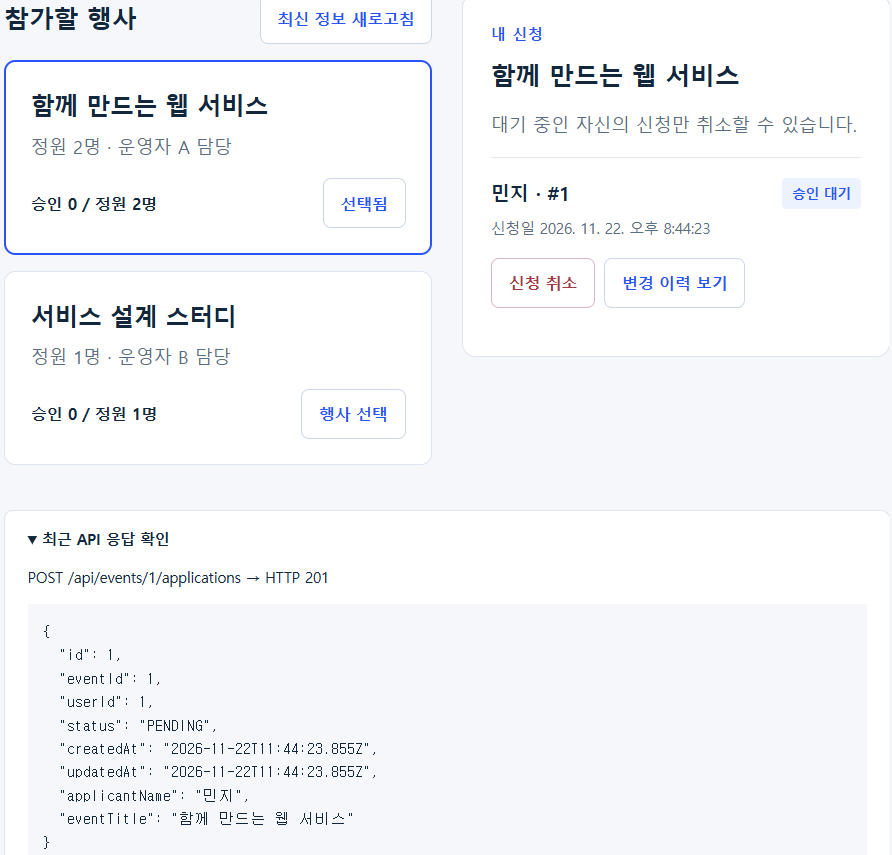 참가할 행사
최신 정보 새로고침
함께 만드는 웹 서비스
정원 2명 · 운영자 A 담당
승인 0 / 정원 2명
선택됨
서비스 설계 스터디
정원 1명 · 운영자 B 담당
승인 0 / 정원 1명
행사 선택
내 신청
함께 만드는 웹 서비스
대기 중인 자신의 신청만 취소할 수 있습니다.
민지 · #1
승인 대기
신청일 2026. 11. 22. 오후 8:44:23
신청 취소
변경 이력 보기
▼ 최근 API 응답 확인
POST /api/events/1/applications → HTTP 201
{
  "id": 1,
  "eventId": 1,
  "userId": 1,
  "status": "PENDING",
  "createdAt": "2026-11-22T11:44:23.855Z",
  "updatedAt": "2026-11-22T11:44:23.855Z",
  "applicantName": "민지",
  "eventTitle": "함께 만드는 웹 서비스"
}